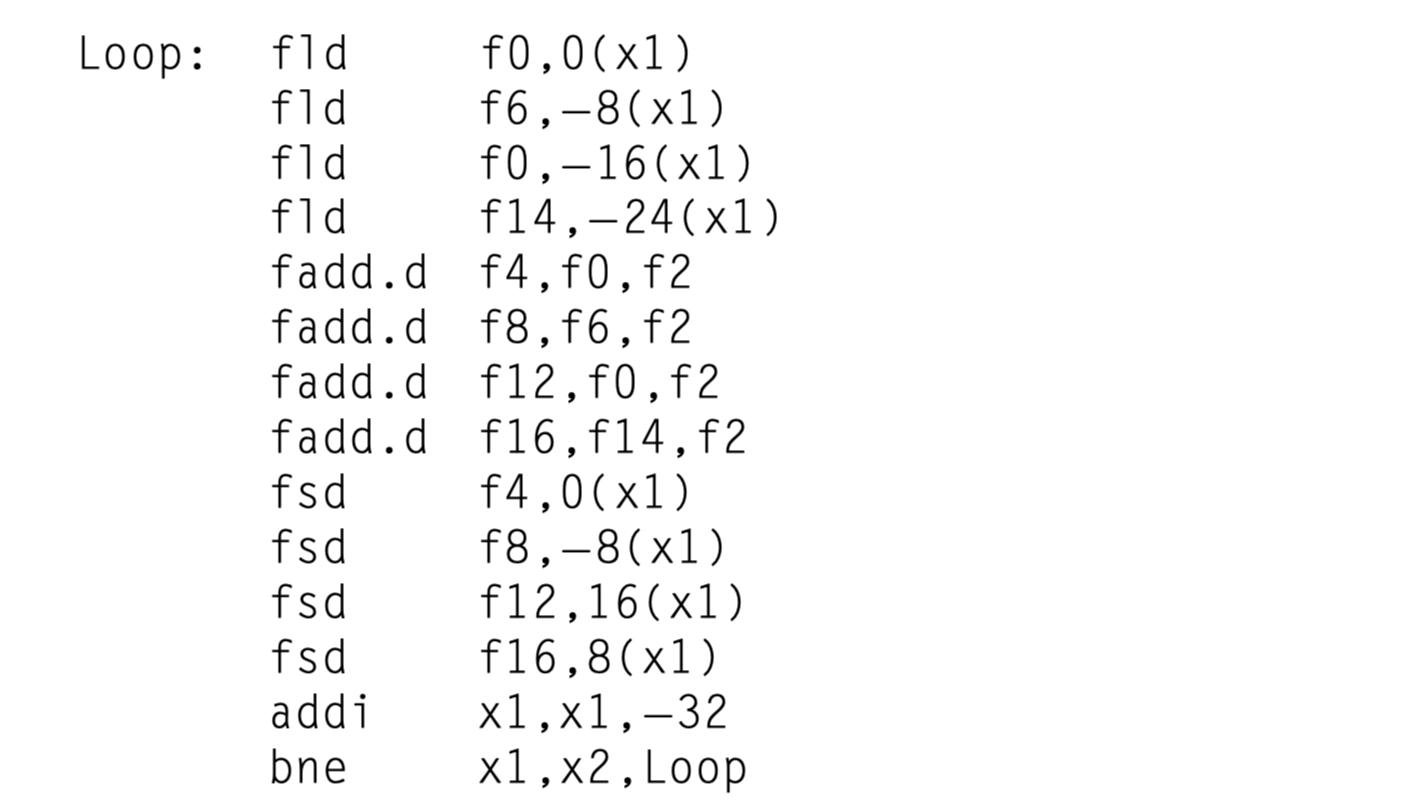 Loop: fld f0,0(x1)
fld f6,−8(x1)
fld f0,−16(x1)
fld f14,−24(x1)
fadd.d f4,f0,f2
fadd.d f8,f6,f2
fadd.d f12,f0,f2
fadd.d f16,f14,f2
fsd f4,0(x1)
fsd f8,−8(x1)
fsd f12,16(x1)
fsd f16,8(x1)
addi x1,x1,−32
bne x1,x2,Loop